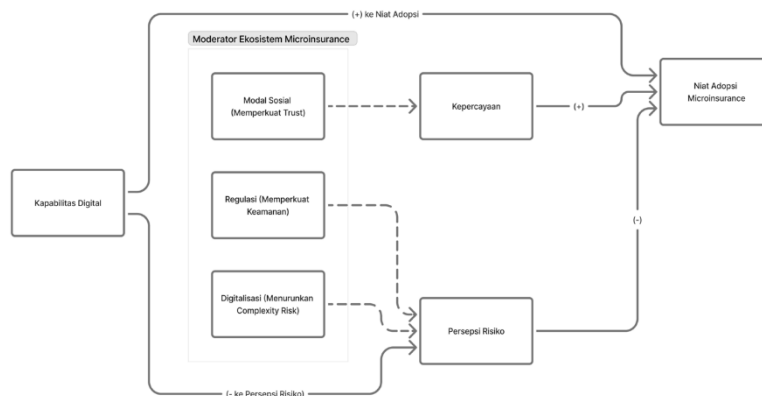 (+) ke Niat Adopsi
Moderator Ekosistem Microinsurance
Modal Sosial
(Memperkuat Trust)
Kepercayaan
(+)
Niat Adopsi
Microinsurance
Kapabilitas Digital
Regulasi (Memperkuat
Keamanan)
(-)
Digitalisasi (Menurunkan
Complexity Risk)
Persepsi Risiko
(- ke Persepsi Risiko)